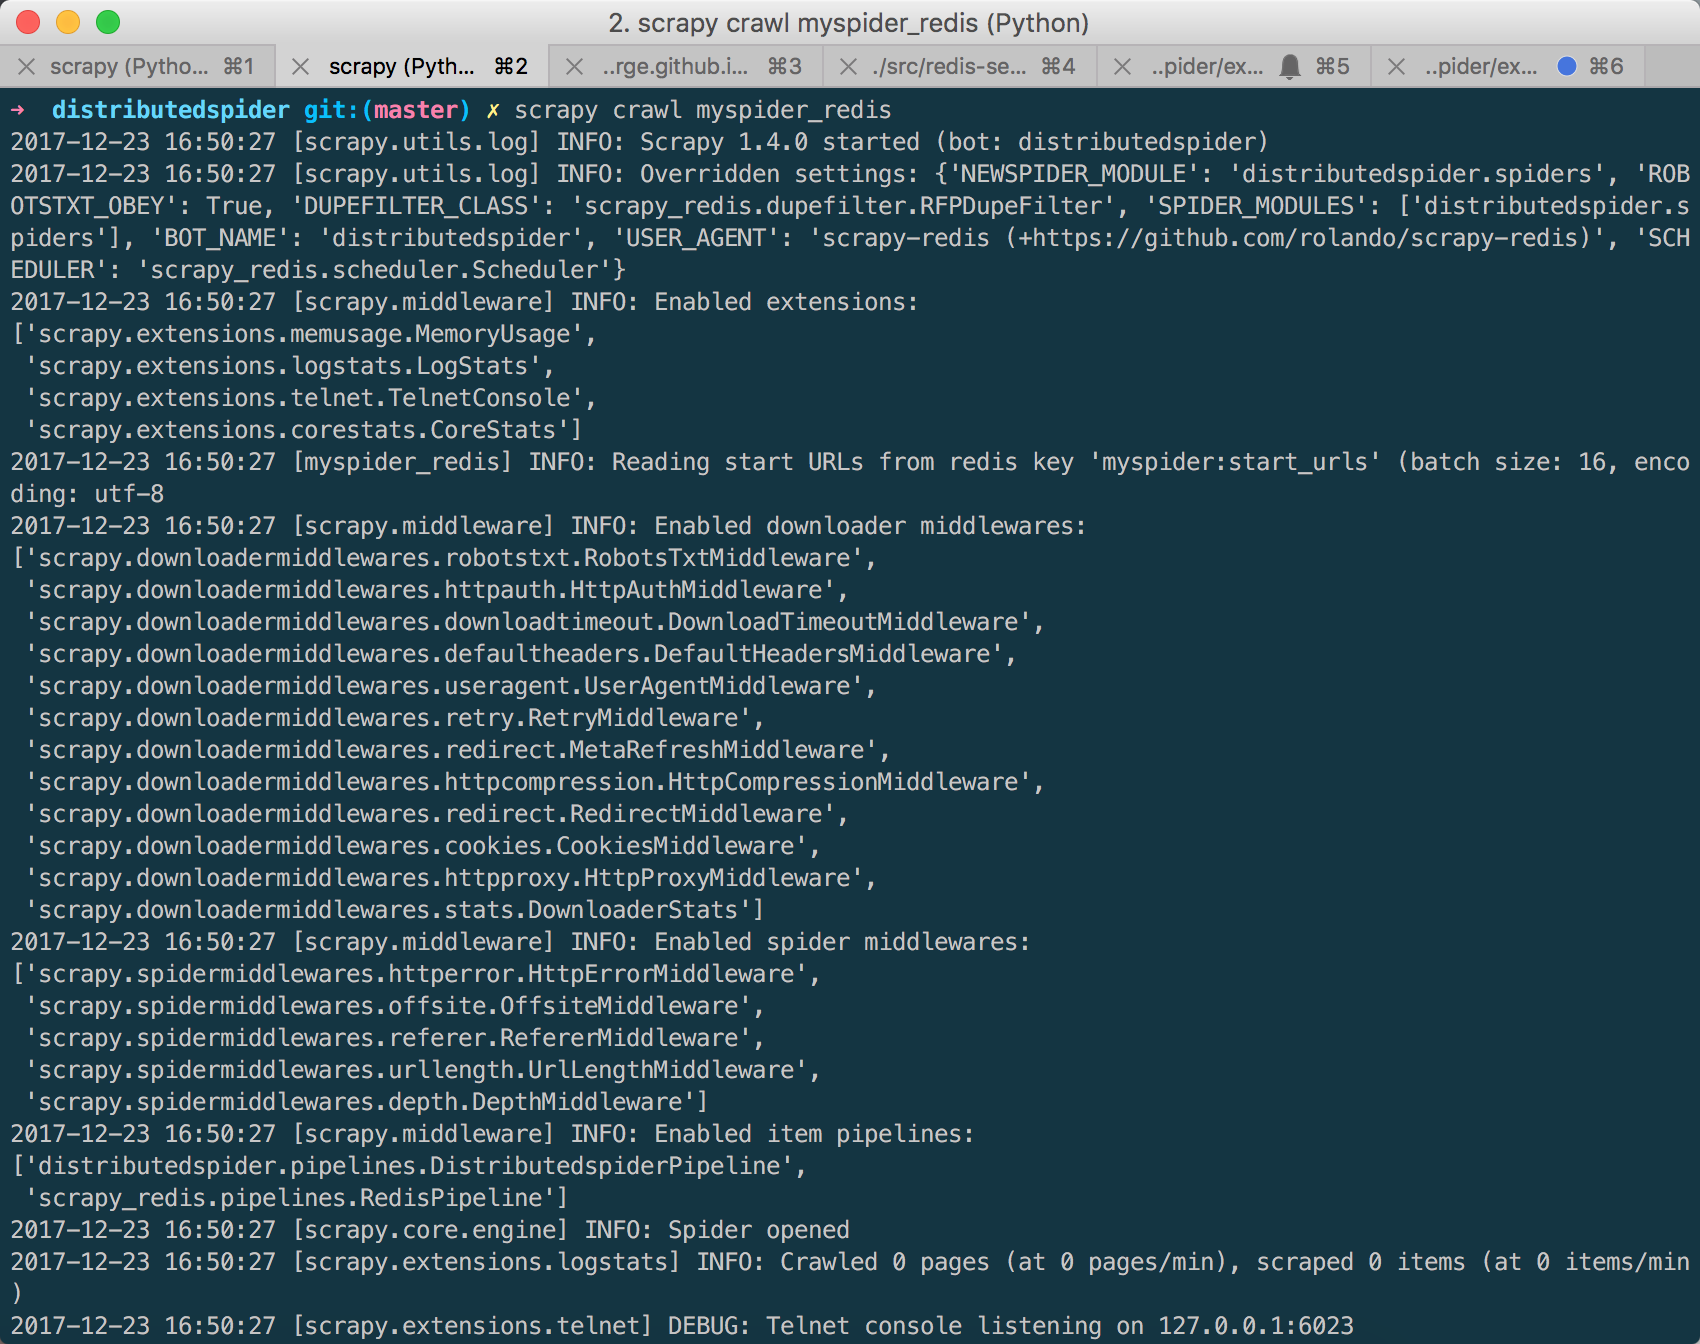 2. scrapy crawl myspider_redis (Python)
scrapy (Pytho... ⌘1 scrapy (Pyth... ⌘2 ..rge.github.i... ⌘3 ./src/redis-se... ⌘4 ..pider/ex... ⌘5 ..pider/ex... ⌘6
→ distributedspider git:(master) ✗ scrapy crawl myspider_redis
2017-12-23 16:50:27 [scrapy.utils.log] INFO: Scrapy 1.4.0 started (bot: distributedspider)
2017-12-23 16:50:27 [scrapy.utils.log] INFO: Overridden settings: {'NEWSPIDER_MODULE': 'distributedspider.spiders', 'ROB
OTSTXT_OBEY': True, 'DUPEFILTER_CLASS': 'scrapy_redis.dupefilter.RFPDupeFilter', 'SPIDER_MODULES': ['distributedspider.s
piders'], 'BOT_NAME': 'distributedspider', 'USER_AGENT': 'scrapy-redis (+https://github.com/rolando/scrapy-redis)', 'SCH
EDULER': 'scrapy_redis.scheduler.Scheduler'}
2017-12-23 16:50:27 [scrapy.middleware] INFO: Enabled extensions:
['scrapy.extensions.memusage.MemoryUsage',
 'scrapy.extensions.logstats.LogStats',
 'scrapy.extensions.telnet.TelnetConsole',
 'scrapy.extensions.corestats.CoreStats']
2017-12-23 16:50:27 [myspider_redis] INFO: Reading start URLs from redis key 'myspider:start_urls' (batch size: 16, enco
ding: utf-8
2017-12-23 16:50:27 [scrapy.middleware] INFO: Enabled downloader middlewares:
['scrapy.downloadermiddlewares.robotstxt.RobotsTxtMiddleware',
 'scrapy.downloadermiddlewares.httpauth.HttpAuthMiddleware',
 'scrapy.downloadermiddlewares.downloadtimeout.DownloadTimeoutMiddleware',
 'scrapy.downloadermiddlewares.defaultheaders.DefaultHeadersMiddleware',
 'scrapy.downloadermiddlewares.useragent.UserAgentMiddleware',
 'scrapy.downloadermiddlewares.retry.RetryMiddleware',
 'scrapy.downloadermiddlewares.redirect.MetaRefreshMiddleware',
 'scrapy.downloadermiddlewares.httpcompression.HttpCompressionMiddleware',
 'scrapy.downloadermiddlewares.redirect.RedirectMiddleware',
 'scrapy.downloadermiddlewares.cookies.CookiesMiddleware',
 'scrapy.downloadermiddlewares.httpproxy.HttpProxyMiddleware',
 'scrapy.downloadermiddlewares.stats.DownloaderStats']
2017-12-23 16:50:27 [scrapy.middleware] INFO: Enabled spider middlewares:
['scrapy.spidermiddlewares.httperror.HttpErrorMiddleware',
 'scrapy.spidermiddlewares.offsite.OffsiteMiddleware',
 'scrapy.spidermiddlewares.referer.RefererMiddleware',
 'scrapy.spidermiddlewares.urllength.UrlLengthMiddleware',
 'scrapy.spidermiddlewares.depth.DepthMiddleware']
2017-12-23 16:50:27 [scrapy.middleware] INFO: Enabled item pipelines:
['distributedspider.pipelines.DistributedspiderPipeline',
 'scrapy_redis.pipelines.RedisPipeline']
2017-12-23 16:50:27 [scrapy.core.engine] INFO: Spider opened
2017-12-23 16:50:27 [scrapy.extensions.logstats] INFO: Crawled 0 pages (at 0 pages/min), scraped 0 items (at 0 items/min
)
2017-12-23 16:50:27 [scrapy.extensions.telnet] DEBUG: Telnet console listening on 127.0.0.1:6023